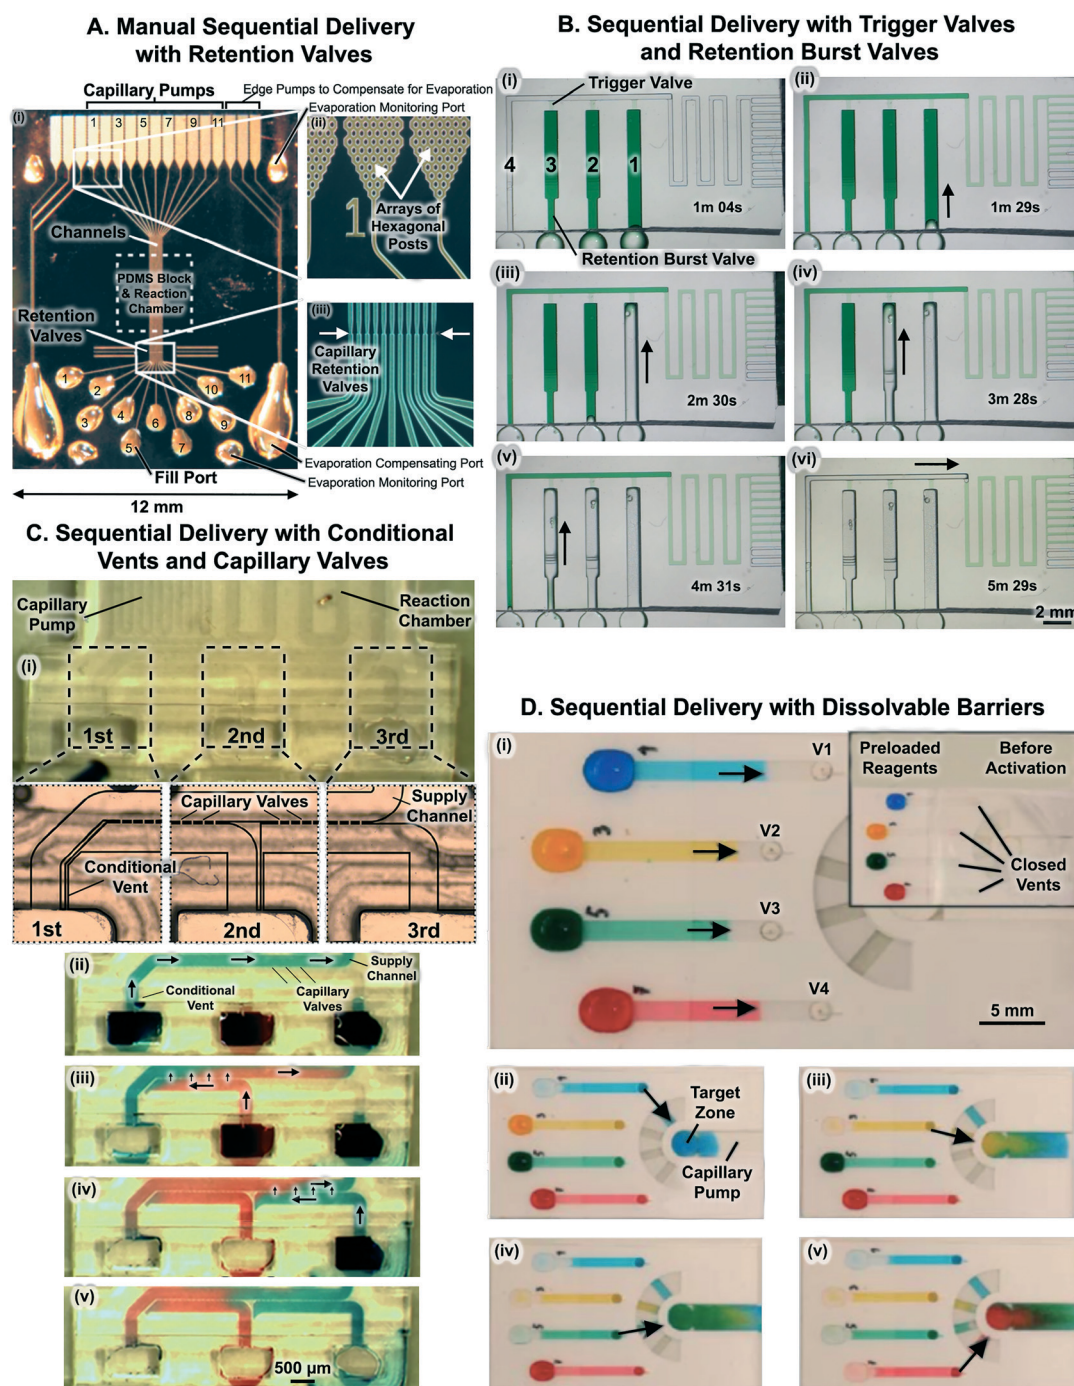 A. Manual Sequential Delivery
with Retention Valves
Capillary Pumps
Edge Pumps to Compensate for Evaporation
Evaporation Monitoring Port
(i)
1 3 5 7 9 11
(ii)
1
Arrays of
Hexagonal
Posts
Channels
PDMS Block
& Reaction
Chamber
Retention
Valves
(iii)
Capillary
Retention
Valves
1
2
3
4
5
6
7
8
9
10
11
Fill Port
Evaporation Compensating Port
Evaporation Monitoring Port
12 mm
B. Sequential Delivery with Trigger Valves
and Retention Burst Valves
(i)
Trigger Valve
4 3 2 1
1m 04s
Retention Burst Valve
(ii)
1m 29s
(iii)
2m 30s
(iv)
3m 28s
(v)
4m 31s
(vi)
5m 29s
2 mm
C. Sequential Delivery with Conditional
Vents and Capillary Valves
Capillary
Pump
Reaction
Chamber
(i)
1st 2nd 3rd
Capillary Valves
Supply
Channel
Conditional
Vent
1st 2nd 3rd
(ii)
Conditional
Vent
Capillary
Valves
Supply
Channel
(iii)
(iv)
(v)
500 µm
D. Sequential Delivery with Dissolvable Barriers
(i)
1
V1
3
V2
5
V3
V4
Preloaded
Reagents
Before
Activation
Closed
Vents
5 mm
(ii)
Target
Zone
Capillary
Pump
(iii)
(iv)
(v)